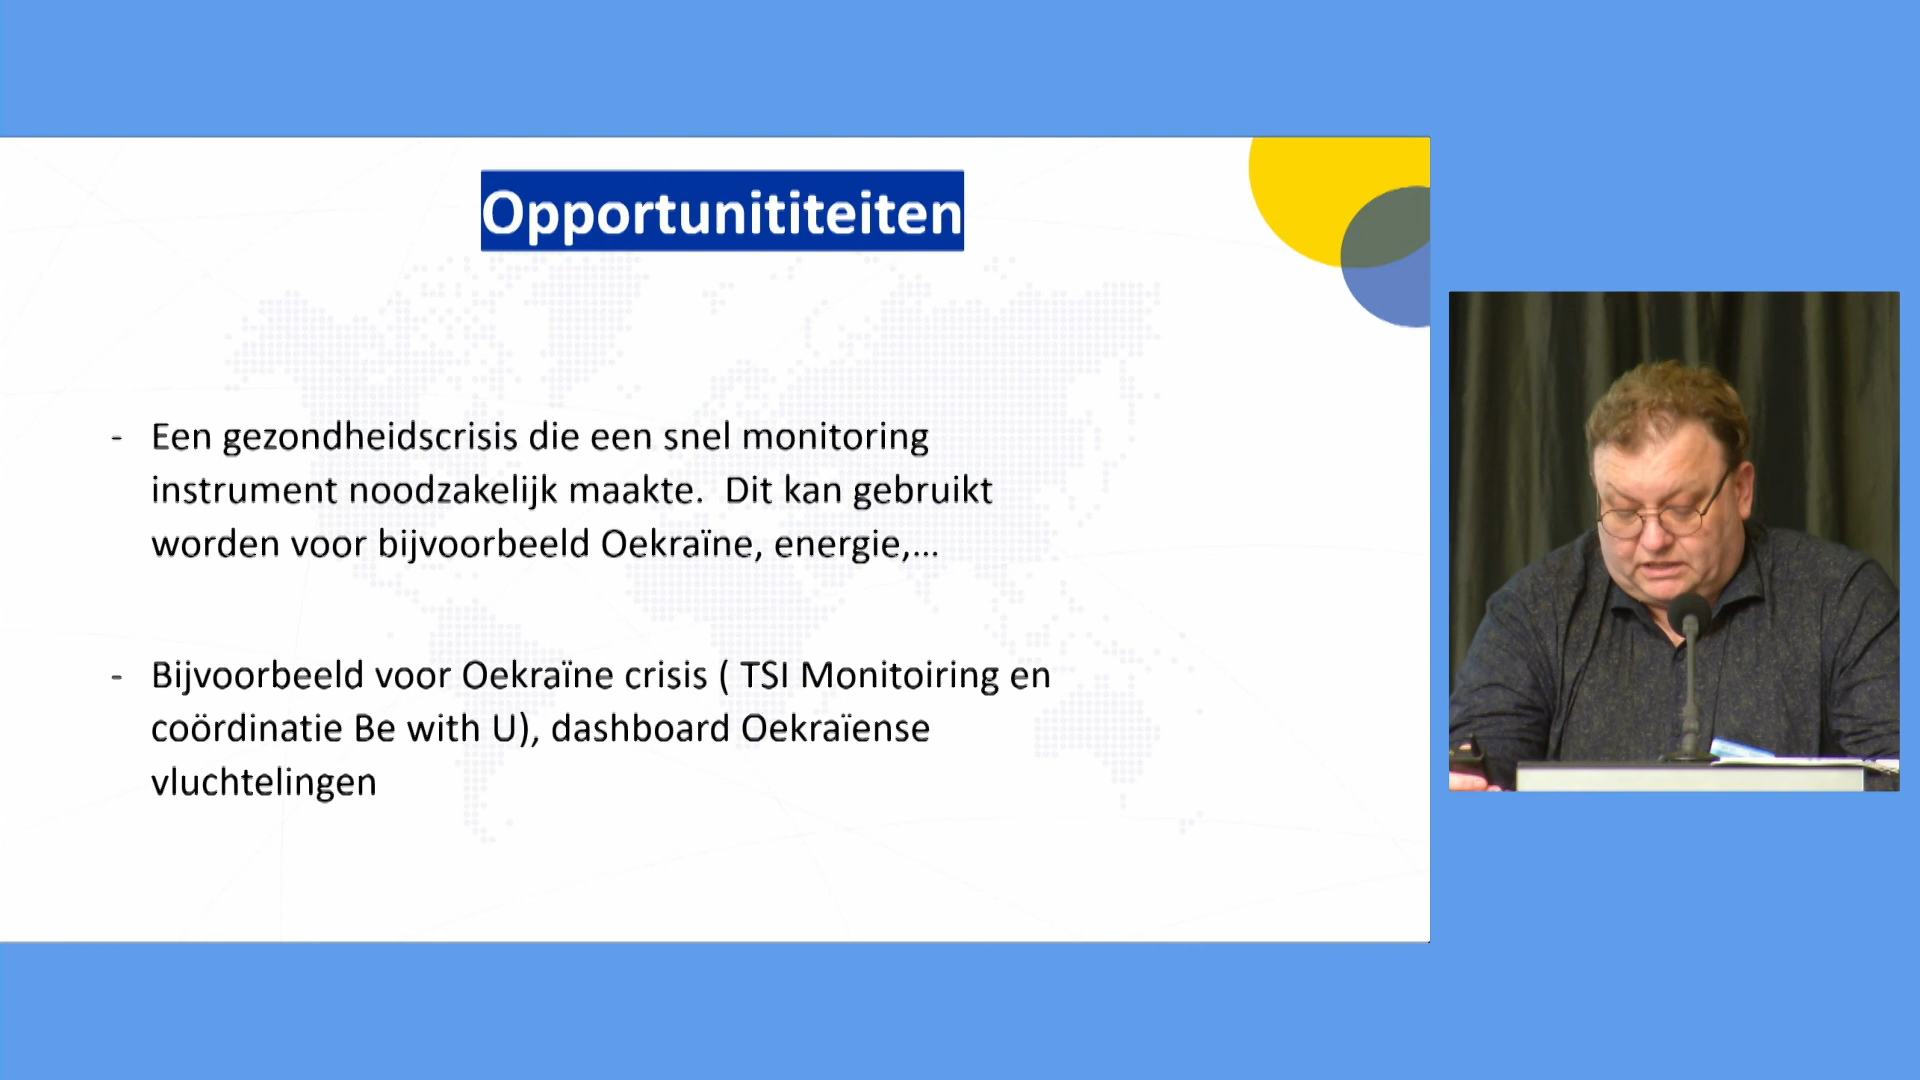 Opportunititeiten
- Een gezondheidscrisis die een snel monitoring
instrument noodzakelijk maakte.  Dit kan gebruikt
worden voor bijvoorbeeld Oekraïne, energie,...
- Bijvoorbeeld voor Oekraïne crisis ( TSI Monitoiring en
coördinatie Be with U), dashboard Oekraïense
vluchtelingen